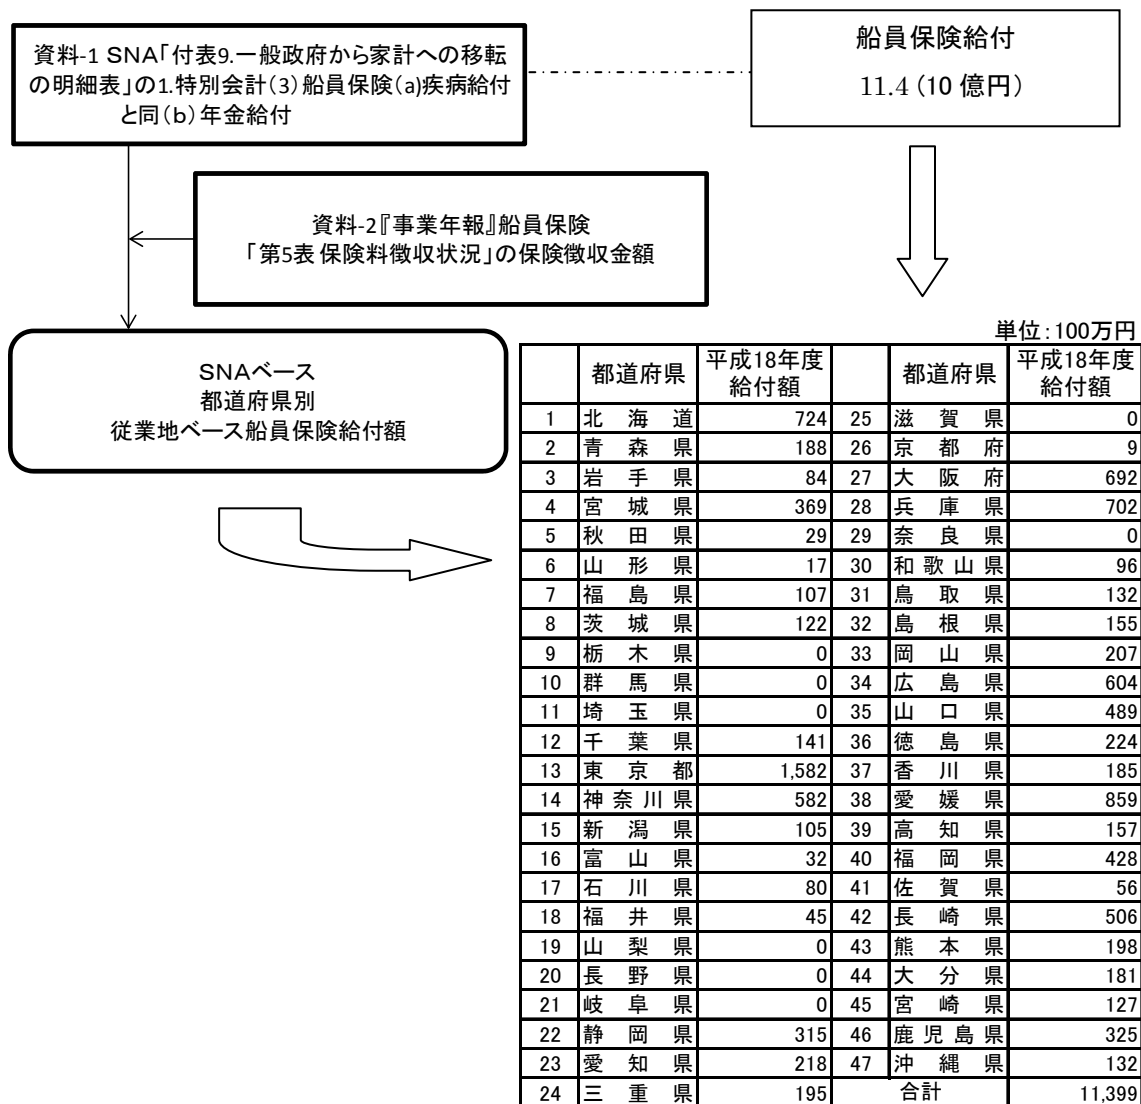 資料-1 SNA「付表9.一般政府から家計への移転
の明細表」の1.特別会計(3)船員保険(a)疾病給付
と同(b)年金給付
船員保険給付
11.4 (10 億円)
資料-2『事業年報』船員保険
「第5表 保険料徴収状況」の保険徴収金額
SNAベース
都道府県別
従業地ベース船員保険給付額
単位:100万円
都道府県 平成18年度給付額 都道府県 平成18年度給付額
1 北海道 724 25 滋賀県 0
2 青森県 188 26 京都府 9
3 岩手県 84 27 大阪府 692
4 宮城県 369 28 兵庫県 702
5 秋田県 29 29 奈良県 0
6 山形県 17 30 和歌山県 96
7 福島県 107 31 鳥取県 132
8 茨城県 122 32 島根県 155
9 栃木県 0 33 岡山県 207
10 群馬県 0 34 広島県 604
11 埼玉県 0 35 山口県 489
12 千葉県 141 36 徳島県 224
13 東京都 1,582 37 香川県 185
14 神奈川県 582 38 愛媛県 859
15 新潟県 105 39 高知県 157
16 富山県 32 40 福岡県 428
17 石川県 80 41 佐賀県 56
18 福井県 45 42 長崎県 506
19 山梨県 0 43 熊本県 198
20 長野県 0 44 大分県 181
21 岐阜県 0 45 宮崎県 127
22 静岡県 315 46 鹿児島県 325
23 愛知県 218 47 沖縄県 132
24 三重県 195 合計 11,399